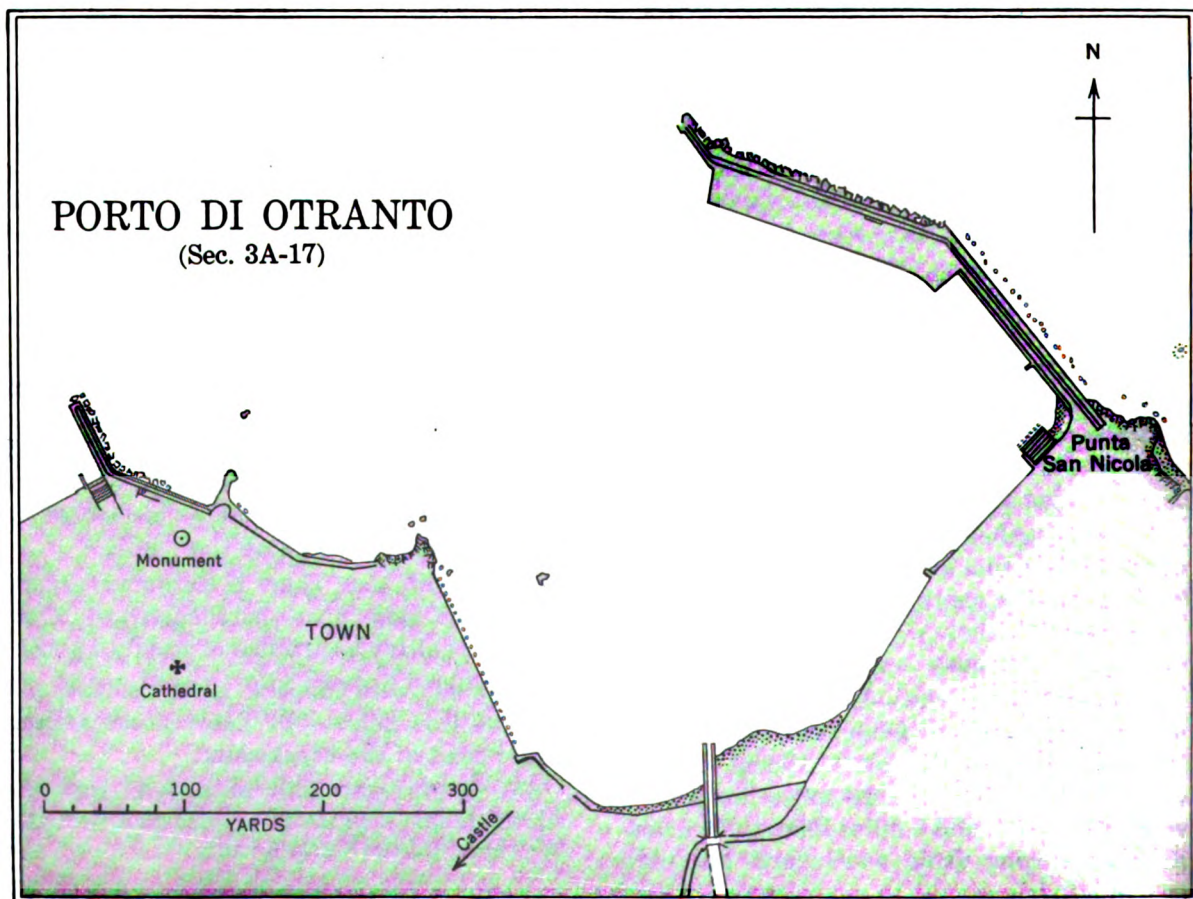 N
PORTO DI OTRANTO
(Sec. 3A-17)
Punta
San Nicola
Monument
TOWN
Cathedral
0 100 200 300
YARDS
Castle